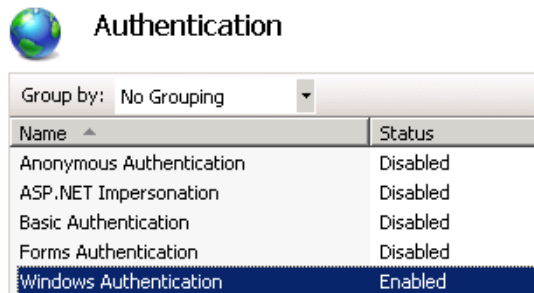 Authentication
Group by: No Grouping
Name Status
Anonymous Authentication Disabled
ASP.NET Impersonation Disabled
Basic Authentication Disabled
Forms Authentication Disabled
Windows Authentication Enabled